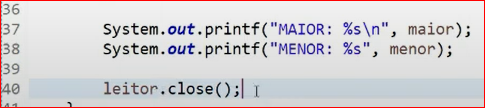 36
37 System.out.printf("MAIOR: %s\n", maior);
38 System.out.printf("MENOR: %s", menor);
39
40 leitor.close();
41 }